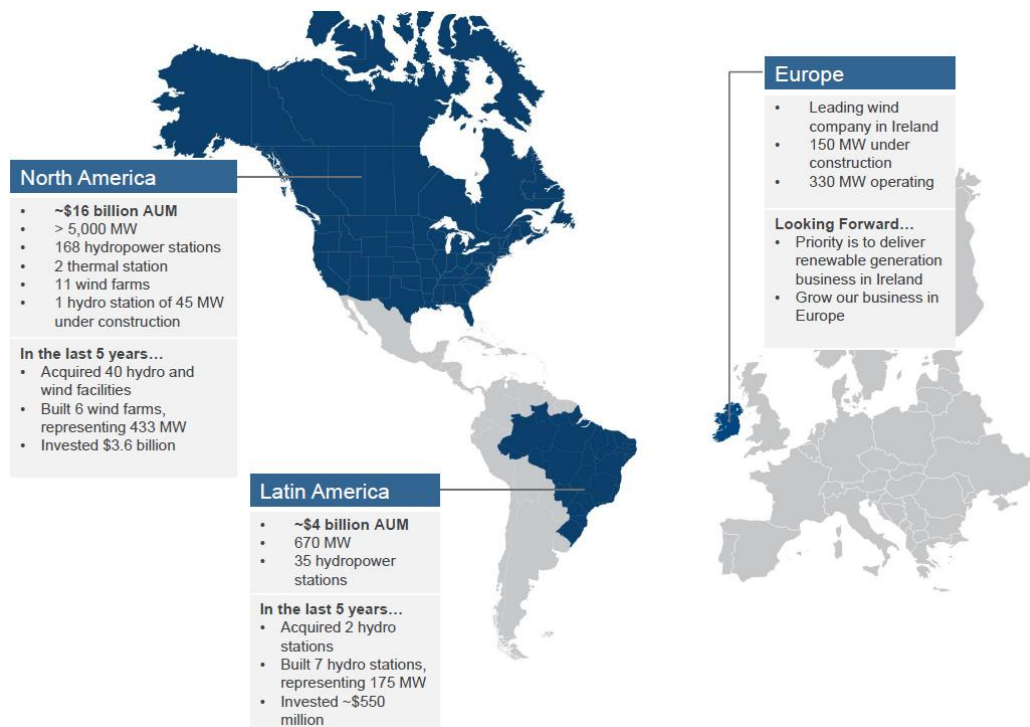 North America
• ~$16 billion AUM
• > 5,000 MW
• 168 hydropower stations
• 2 thermal station
• 11 wind farms
• 1 hydro station of 45 MW
under construction
In the last 5 years…
• Acquired 40 hydro and
wind facilities
• Built 6 wind farms,
representing 433 MW
• Invested $3.6 billion
Latin America
• ~$4 billion AUM
• 670 MW
• 35 hydropower
stations
In the last 5 years…
• Acquired 2 hydro
stations
• Built 7 hydro stations,
representing 175 MW
• Invested ~$550
million
Europe
• Leading wind
company in Ireland
• 150 MW under
construction
• 330 MW operating
Looking Forward…
• Priority is to deliver
renewable generation
business in Ireland
• Grow our business in
Europe